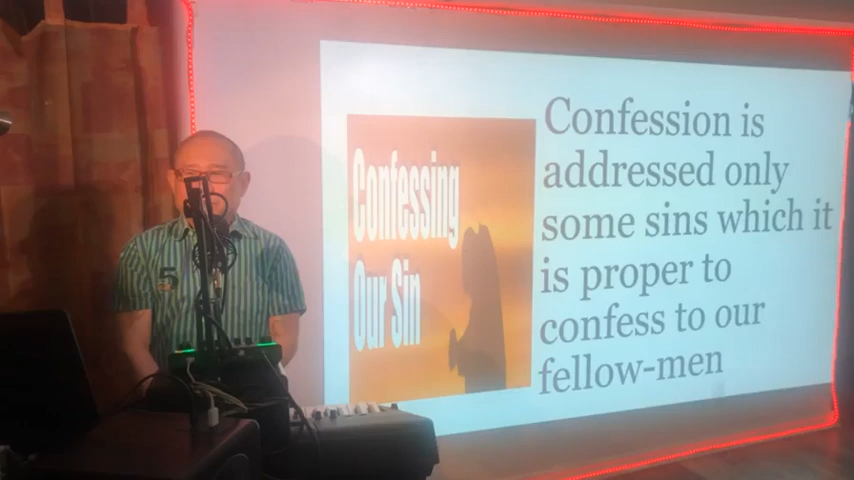 Confessing
Our Sin
Confession is
addressed only
some sins which it
is proper to
confess to our
fellow-men
5